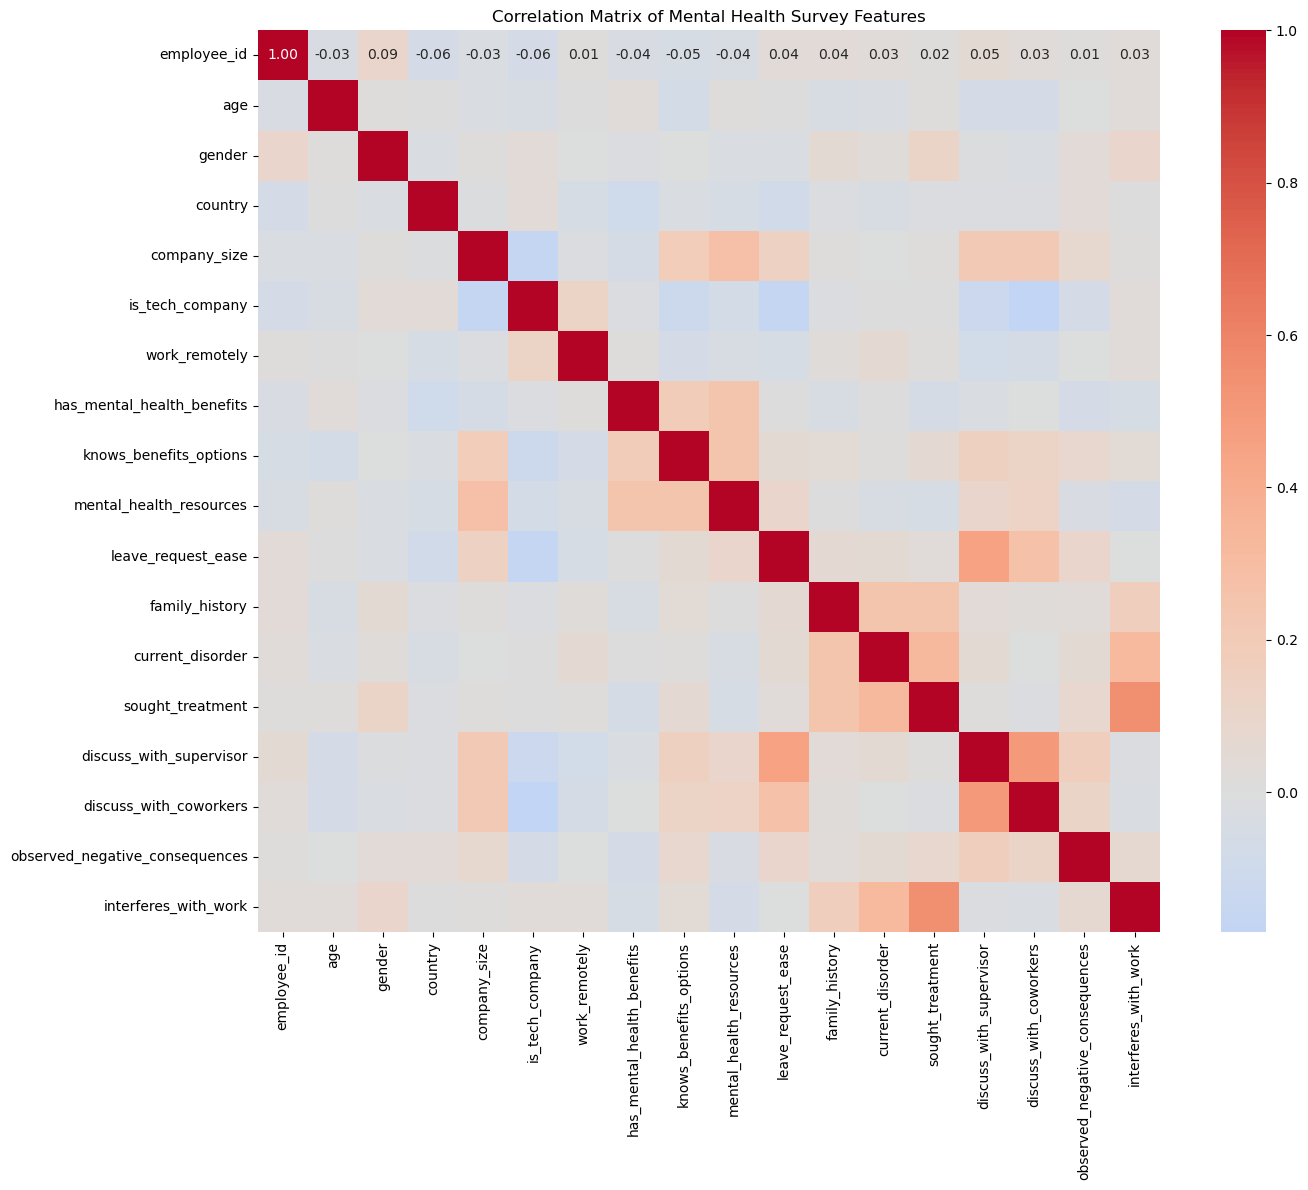 Correlation Matrix of Mental Health Survey Features
employee_id 1.00 -0.03 0.09 -0.06 -0.03 -0.06 0.01 -0.04 -0.05 -0.04 0.04 0.04 0.03 0.02 0.05 0.03 0.01 0.03
age
gender
country
company_size
is_tech_company
work_remotely
has_mental_health_benefits
knows_benefits_options
mental_health_resources
leave_request_ease
family_history
current_disorder
sought_treatment
discuss_with_supervisor
discuss_with_coworkers
observed_negative_consequences
interferes_with_work
employee_id
age
gender
country
company_size
is_tech_company
work_remotely
has_mental_health_benefits
knows_benefits_options
mental_health_resources
leave_request_ease
family_history
current_disorder
sought_treatment
discuss_with_supervisor
discuss_with_coworkers
observed_negative_consequences
interferes_with_work
1.0
0.8
0.6
0.4
0.2
0.0